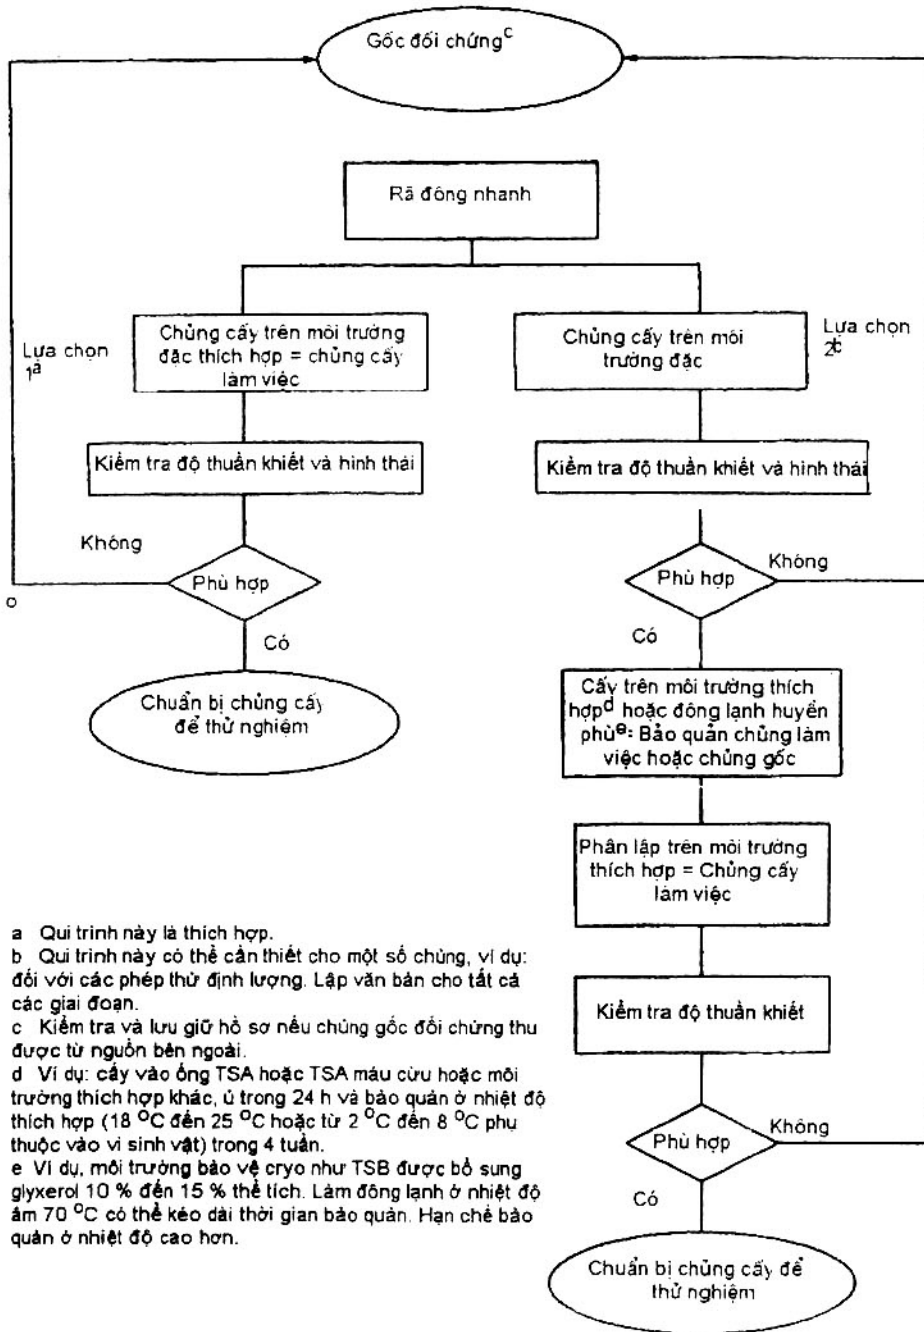 Gốc đối chứng^c
Rã đông nhanh
Lựa chọn
1^a
Chủng cấy trên môi trường
đặc thích hợp = chủng cấy
làm việc
Chủng cấy trên môi
trường đặc
Lựa chọn
2^b
Kiểm tra độ thuần khiết và hình thái
Kiểm tra độ thuần khiết và hình thái
Không
Phù hợp
Phù hợp
Không
Có
Có
Chuẩn bị chủng cấy
để thử nghiệm
Cấy trên môi trường thích
hợp^d hoặc đông lạnh huyền
phù^e: Bảo quản chủng làm
việc hoặc chủng gốc
Phân lập trên môi trường
thích hợp = Chủng cấy
làm việc
Kiểm tra độ thuần khiết
Phù hợp
Không
Có
Chuẩn bị chủng cấy để
thử nghiệm
a Qui trình này là thích hợp.
b Qui trình này có thể cần thiết cho một số chủng, ví dụ:
đối với các phép thử định lượng. Lập văn bản cho tất cả
các giai đoạn.
c Kiểm tra và lưu giữ hồ sơ nếu chủng gốc đối chứng thu
được từ nguồn bên ngoài.
d Ví dụ: cấy vào ống TSA hoặc TSA máu cừu hoặc môi
trường thích hợp khác, ủ trong 24 h và bảo quản ở nhiệt độ
thích hợp (18 °C đến 25 °C hoặc từ 2 °C đến 8 °C phụ
thuộc vào vi sinh vật) trong 4 tuần.
e Ví dụ, môi trường bảo vệ cryo như TSB được bổ sung
glyxerol 10 % đến 15 % thể tích. Làm đông lạnh ở nhiệt độ
âm 70 °C có thể kéo dài thời gian bảo quản. Hạn chế bảo
quản ở nhiệt độ cao hơn.